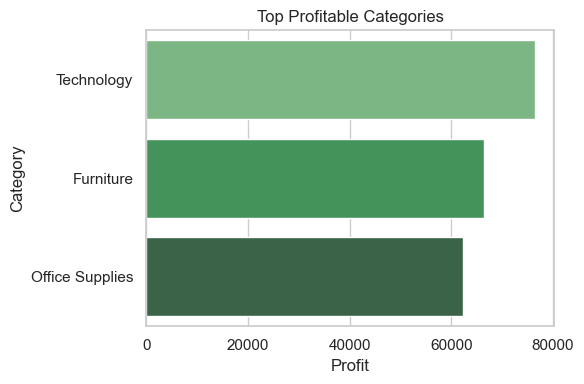 Top Profitable Categories
Category
Technology
Furniture
Office Supplies
0 20000 40000 60000 80000
Profit